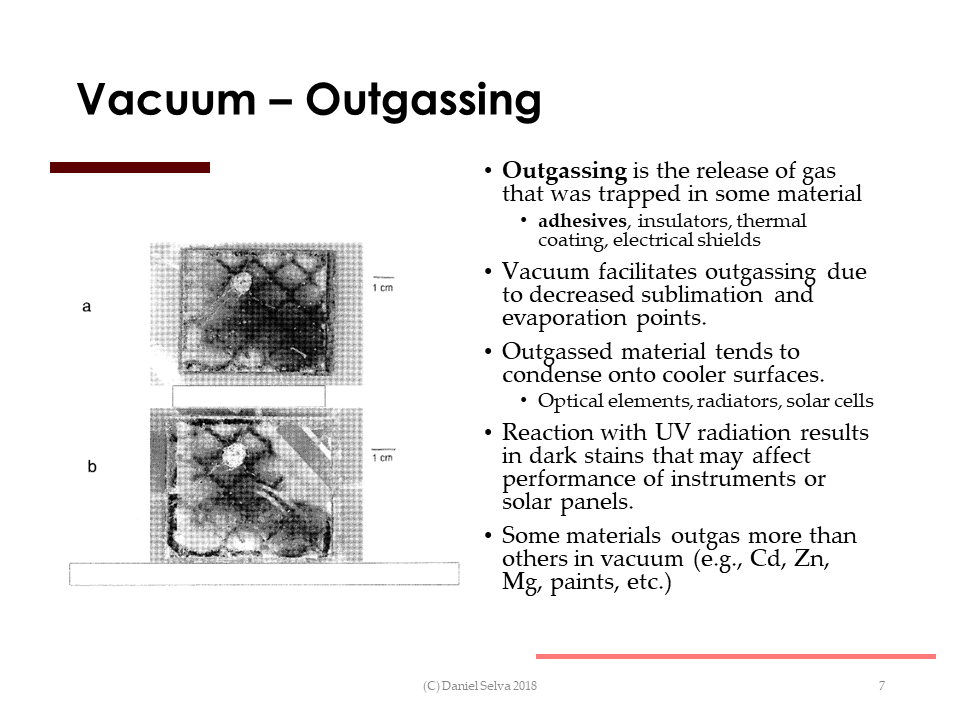 Vacuum – Outgassing
• Outgassing is the release of gas
that was trapped in some material
• adhesives, insulators, thermal
coating, electrical shields
• Vacuum facilitates outgassing due
to decreased sublimation and
evaporation points.
• Outgassed material tends to
condense onto cooler surfaces.
• Optical elements, radiators, solar cells
• Reaction with UV radiation results
in dark stains that may affect
performance of instruments or
solar panels.
• Some materials outgas more than
others in vacuum (e.g., Cd, Zn,
Mg, paints, etc.)
a
1 cm
b
1 cm
(C) Daniel Selva 2018
7